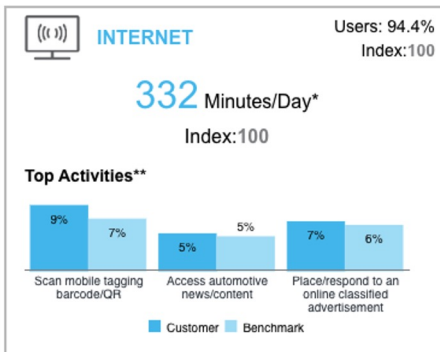 INTERNET
Users: 94.4%
Index:100
332 Minutes/Day*
Index:100
Top Activities**
9%
7%
5%
5%
7%
6%
Scan mobile tagging
barcode/QR
Access automotive
news/content
Place/respond to an
online classified
advertisement
Customer
Benchmark